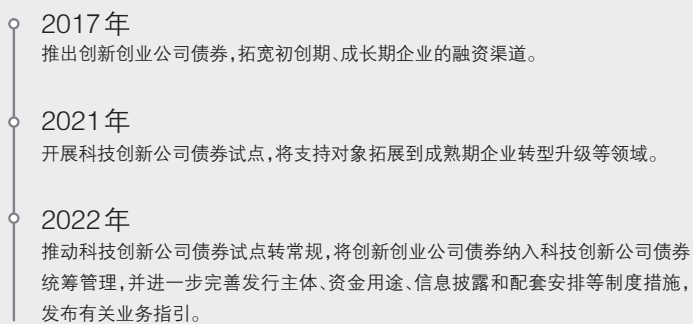 2017年
推出创新创业公司债券,拓宽初创期、成长期企业的融资渠道。
2021年
开展科技创新公司债券试点,将支持对象拓展到成熟期企业转型升级等领域。
2022年
推动科技创新公司债券试点转常规,将创新创业公司债券纳入科技创新公司债券
统筹管理,并进一步完善发行主体、资金用途、信息披露和配套安排等制度措施,
发布有关业务指引。